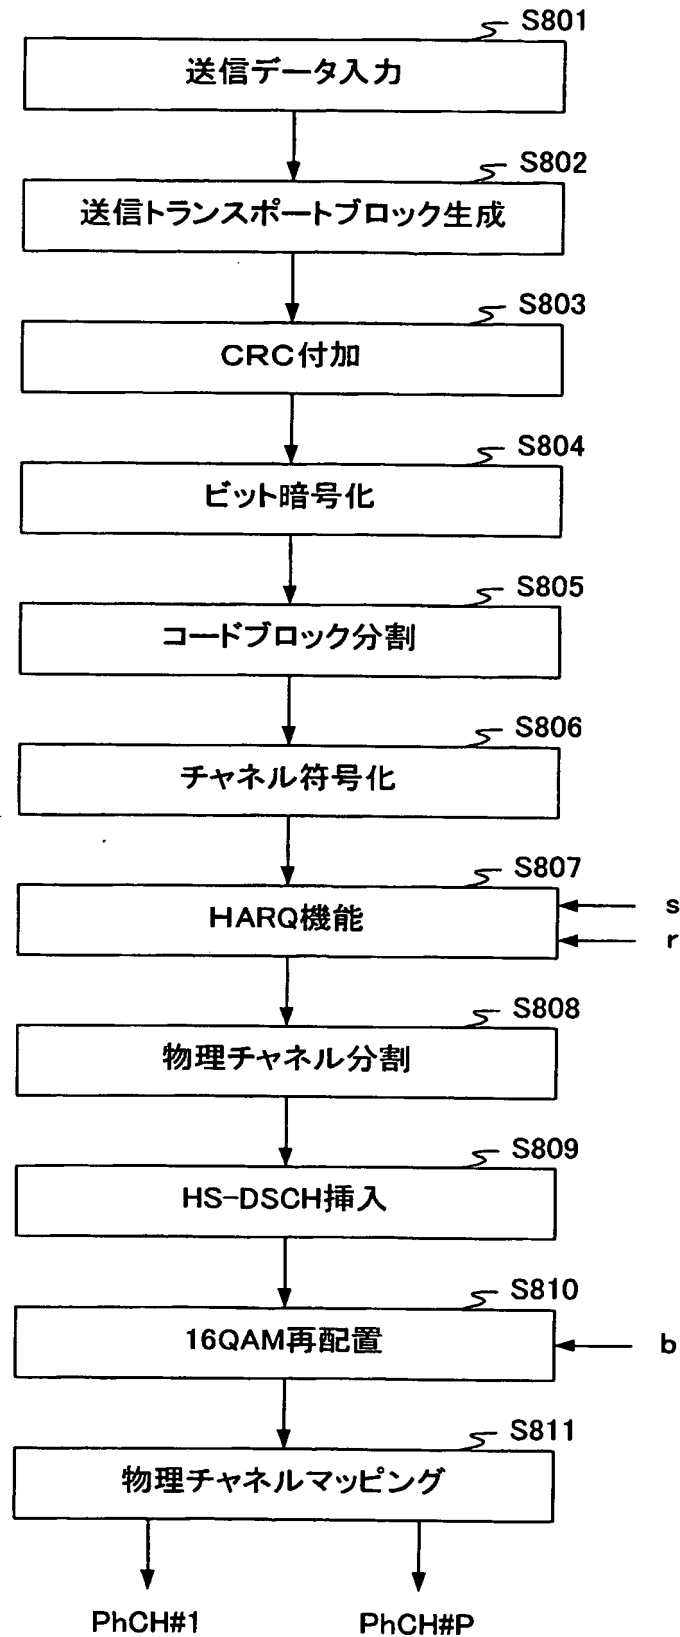 S801
送信データ入力
S802
送信トランスポートブロック生成
S803
CRC付加
S804
ビット暗号化
S805
コードブロック分割
S806
チャネル符号化
S807
HARQ機能
s
r
S808
物理チャネル分割
S809
HS-DSCH挿入
S810
16QAM再配置
b
S811
物理チャネルマッピング
PhCH#1
PhCH#P